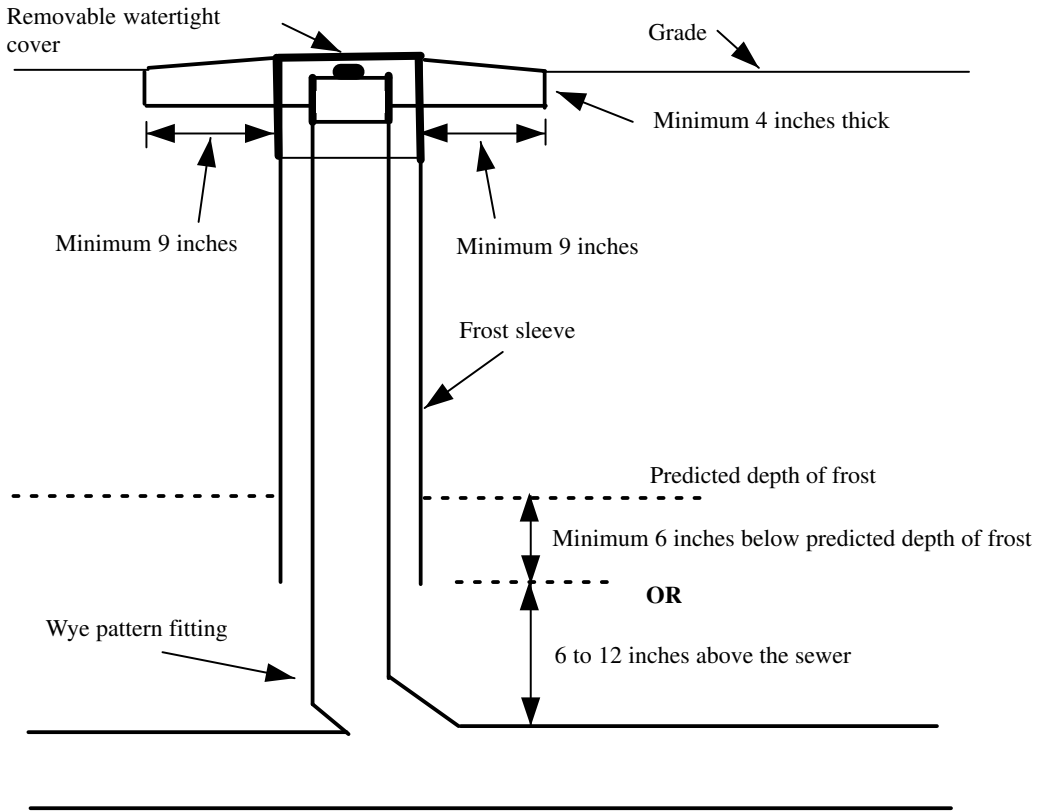 Removable watertight
cover
Grade
Minimum 4 inches thick
Minimum 9 inches
Minimum 9 inches
Frost sleeve
Predicted depth of frost
Minimum 6 inches below predicted depth of frost
OR
Wye pattern fitting
6 to 12 inches above the sewer